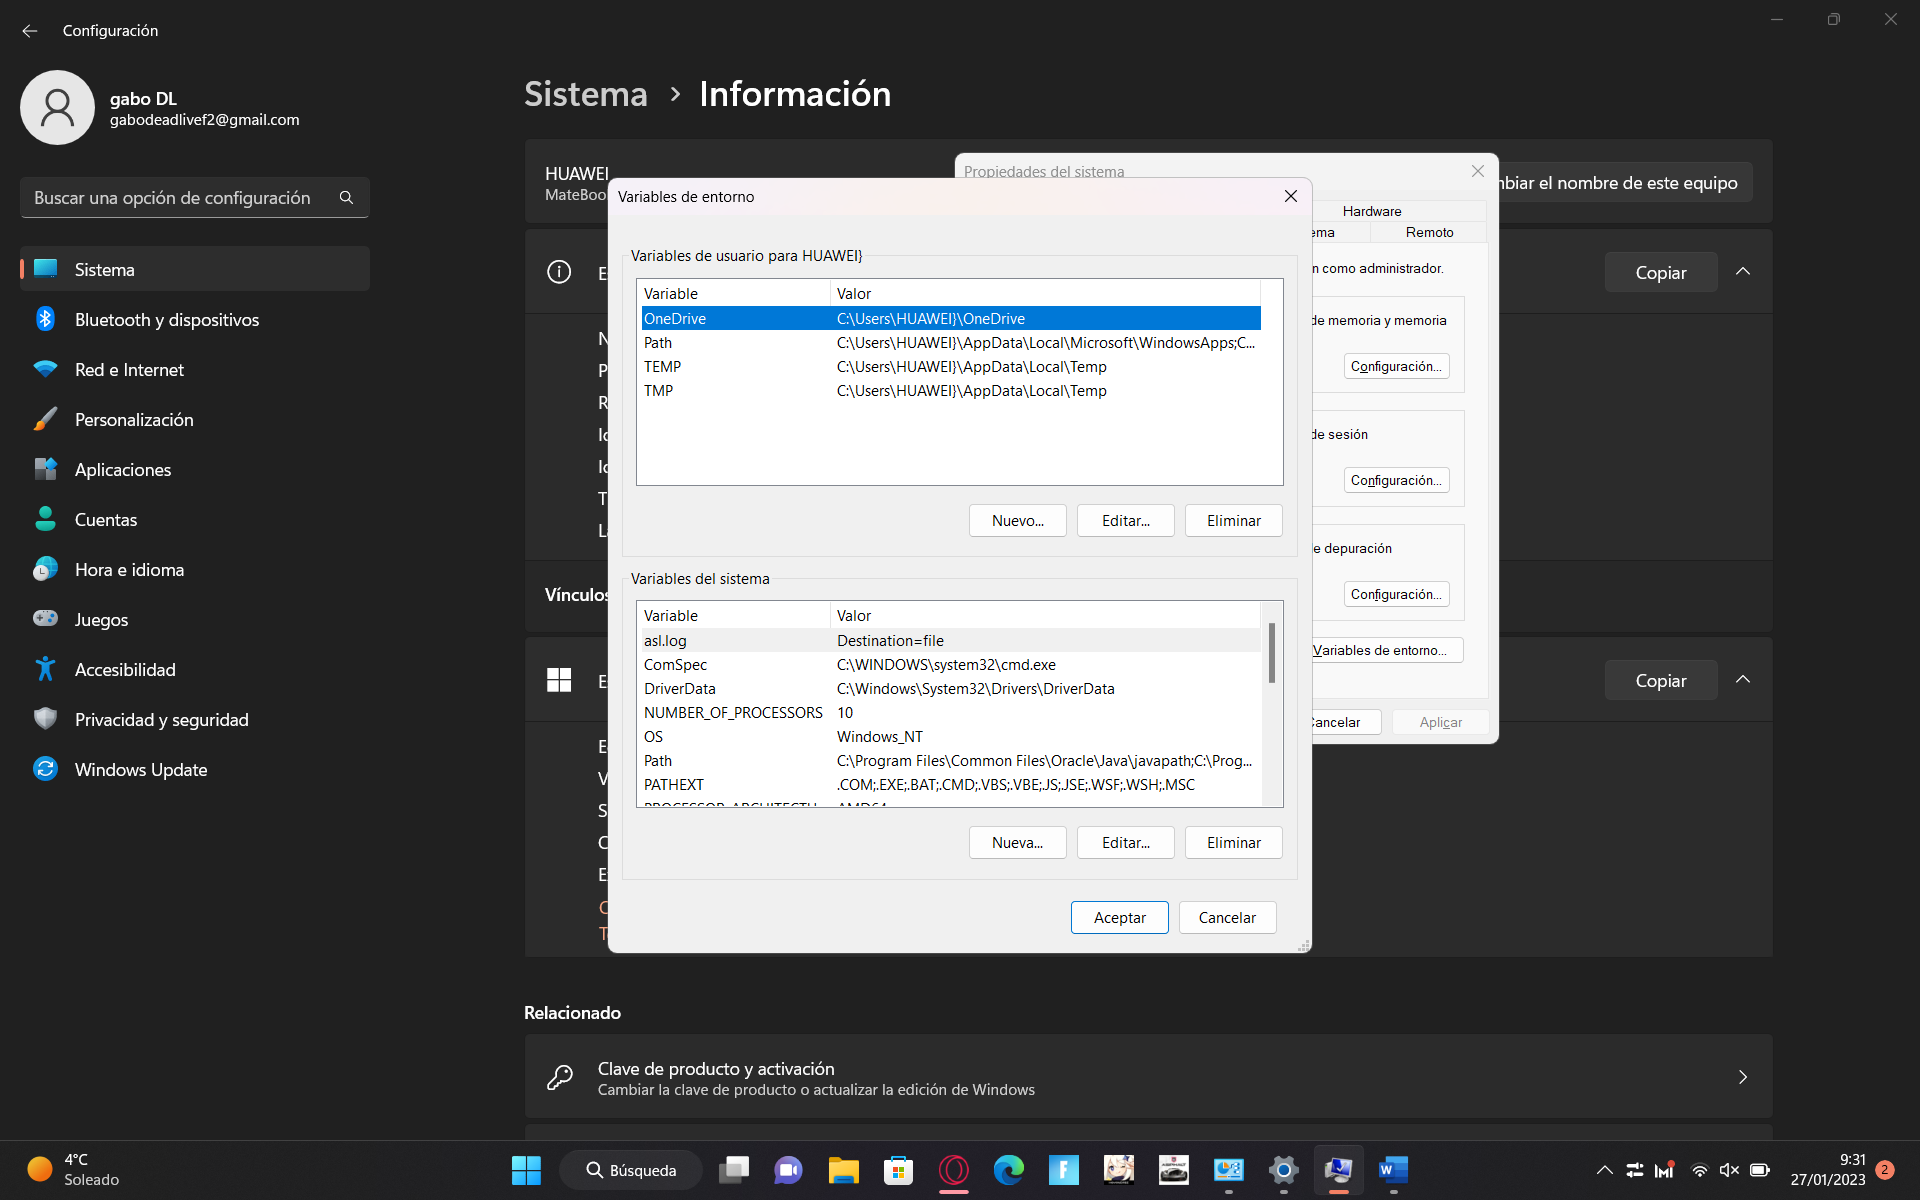 Configuración
gabo DL
gabodeadlivef2@gmail.com
Buscar una opción de configuración
Sistema
Bluetooth y dispositivos
Red e Internet
Personalización
Aplicaciones
Cuentas
Hora e idioma
Juegos
Accesibilidad
Privacidad y seguridad
Windows Update
Sistema > Información
HUAWEI
MateBoo
biar el nombre de este equipo
Copiar
Vínculos
Copiar
Propiedades del sistema
Hardware
Remoto
como administrador.
de memoria y memoria
Configuración...
de sesión
Configuración...
depuración
Configuración...
Variables de entorno...
Cancelar
Aplicar
Variables de entorno
Variables de usuario para HUAWEI}
Variable Valor
OneDrive C:\Users\HUAWEI}\OneDrive
Path C:\Users\HUAWEI}\AppData\Local\Microsoft\WindowsApps;C...
TEMP C:\Users\HUAWEI}\AppData\Local\Temp
TMP C:\Users\HUAWEI}\AppData\Local\Temp
Nuevo... Editar... Eliminar
Variables del sistema
Variable Valor
asl.log Destination=file
ComSpec C:\WINDOWS\system32\cmd.exe
DriverData C:\Windows\System32\Drivers\DriverData
NUMBER_OF_PROCESSORS 10
OS Windows_NT
Path C:\Program Files\Common Files\Oracle\Java\javapath;C:\Prog...
PATHEXT .COM;.EXE;.BAT;.CMD;.VBS;.VBE;.JS;.JSE;.WSF;.WSH;.MSC
Nueva... Editar... Eliminar
Aceptar Cancelar
Relacionado
Clave de producto y activación
Cambiar la clave de producto o actualizar la edición de Windows
4°C
Soleado
Búsqueda
9:31
27/01/2023
2